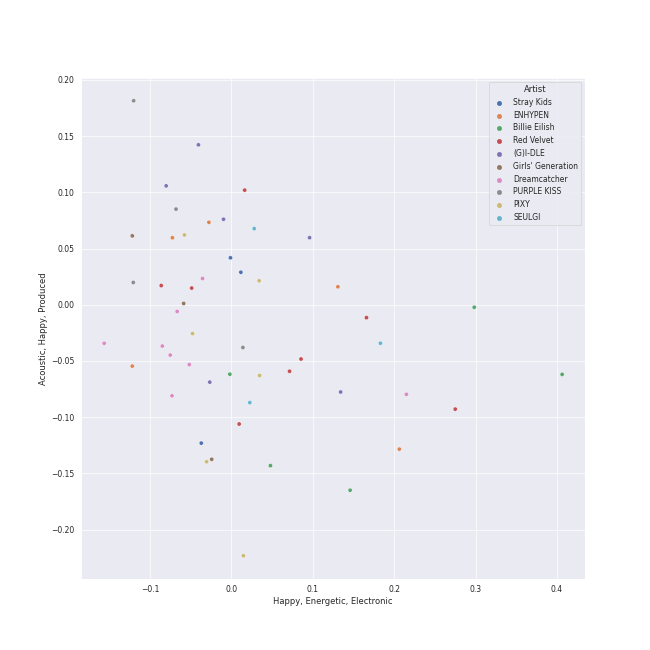 Artist
Stray Kids
ENHYPEN
Billie Eilish
Red Velvet
(G)I-DLE
Girls' Generation
Dreamcatcher
PURPLE KISS
PIXY
SEULGI
0.20
0.15
0.10
0.05
0.00
−0.05
−0.10
−0.15
−0.20
Acoustic, Happy, Produced
−0.1 0.0 0.1 0.2 0.3 0.4
Happy, Energetic, Electronic